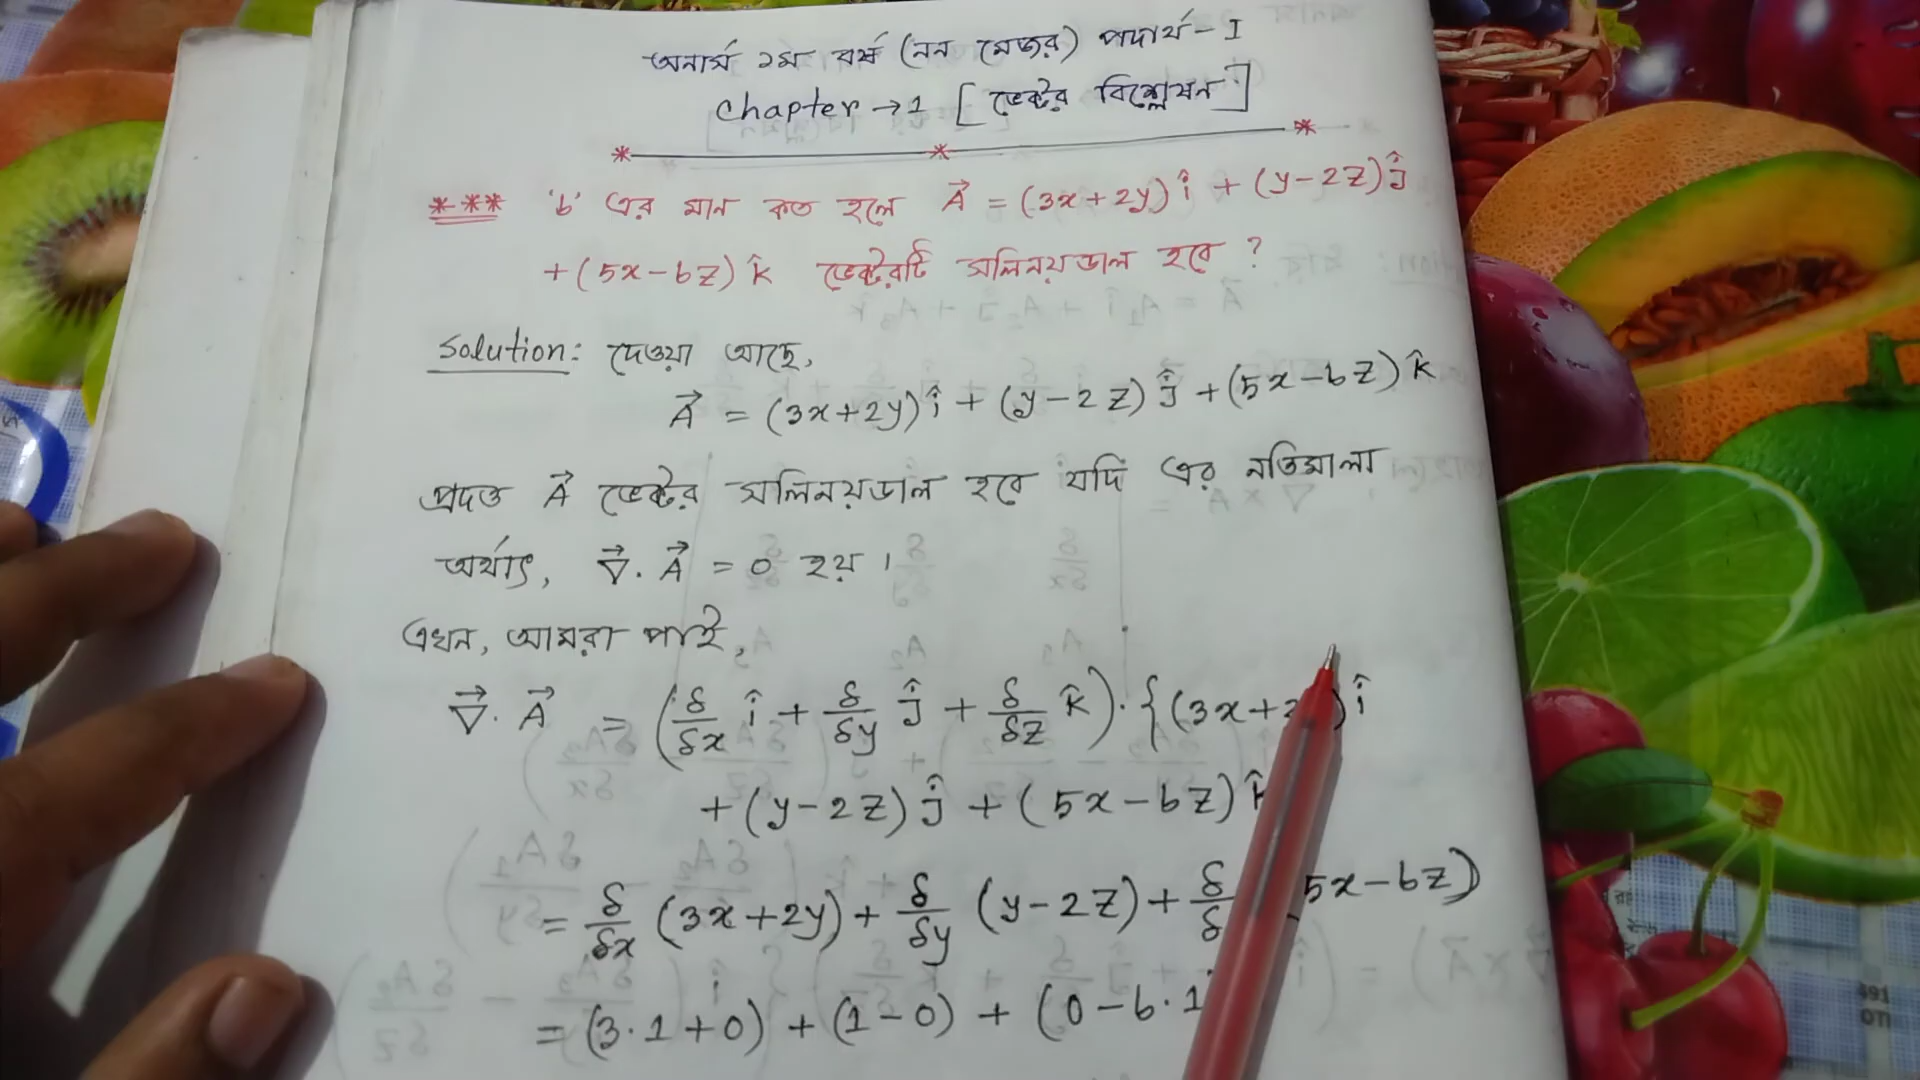 অনার্স ১ম বর্ষ (নন মেজর) পদার্থ-I
chapter→1 [ভেক্টর বিশ্লেষন]
*** 'b' এর মান কত হলে A⃗ = (3x+2y)î + (y-2z)ĵ
+(5x-bz)k̂ ভেক্টরটি সলিনয়ডাল হবে?
Solution: দেওয়া আছে,
A⃗ = (3x+2y)î + (y-2z)ĵ + (5x-bz)k̂
প্রদত্ত A⃗ ভেক্টর সলিনয়ডাল হবে যদি এর নতিমালা
অর্থাৎ, ∇⃗. A⃗ = 0 হয়।
এখন, আমরা পাই,
∇⃗. A⃗ = (δ/δx î + δ/δy ĵ + δ/δz k̂).{(3x+2 )î
+(y-2z)ĵ + (5x-bz)k̂
= δ/δx (3x+2y) + δ/δy (y-2z) + δ/δ 5x-bz)
= (3.1+0) + (1-0) + (0-b.1